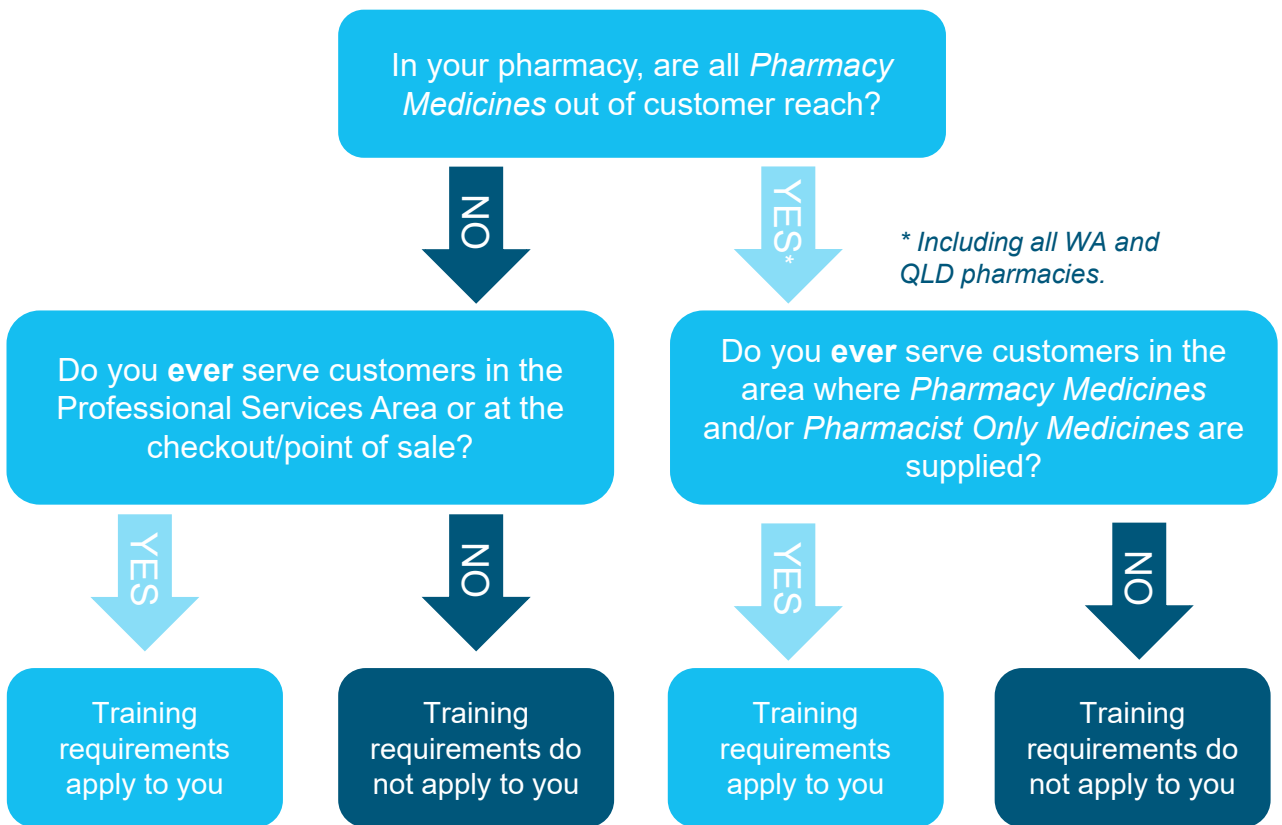 In your pharmacy, are all Pharmacy
Medicines out of customer reach?
NO
YES*
* Including all WA and
QLD pharmacies.
Do you ever serve customers in the
Professional Services Area or at the
checkout/point of sale?
Do you ever serve customers in the
area where Pharmacy Medicines
and/or Pharmacist Only Medicines are
supplied?
YES
NO
YES
NO
Training
requirements
apply to you
Training
requirements do
not apply to you
Training
requirements
apply to you
Training
requirements do
not apply to you